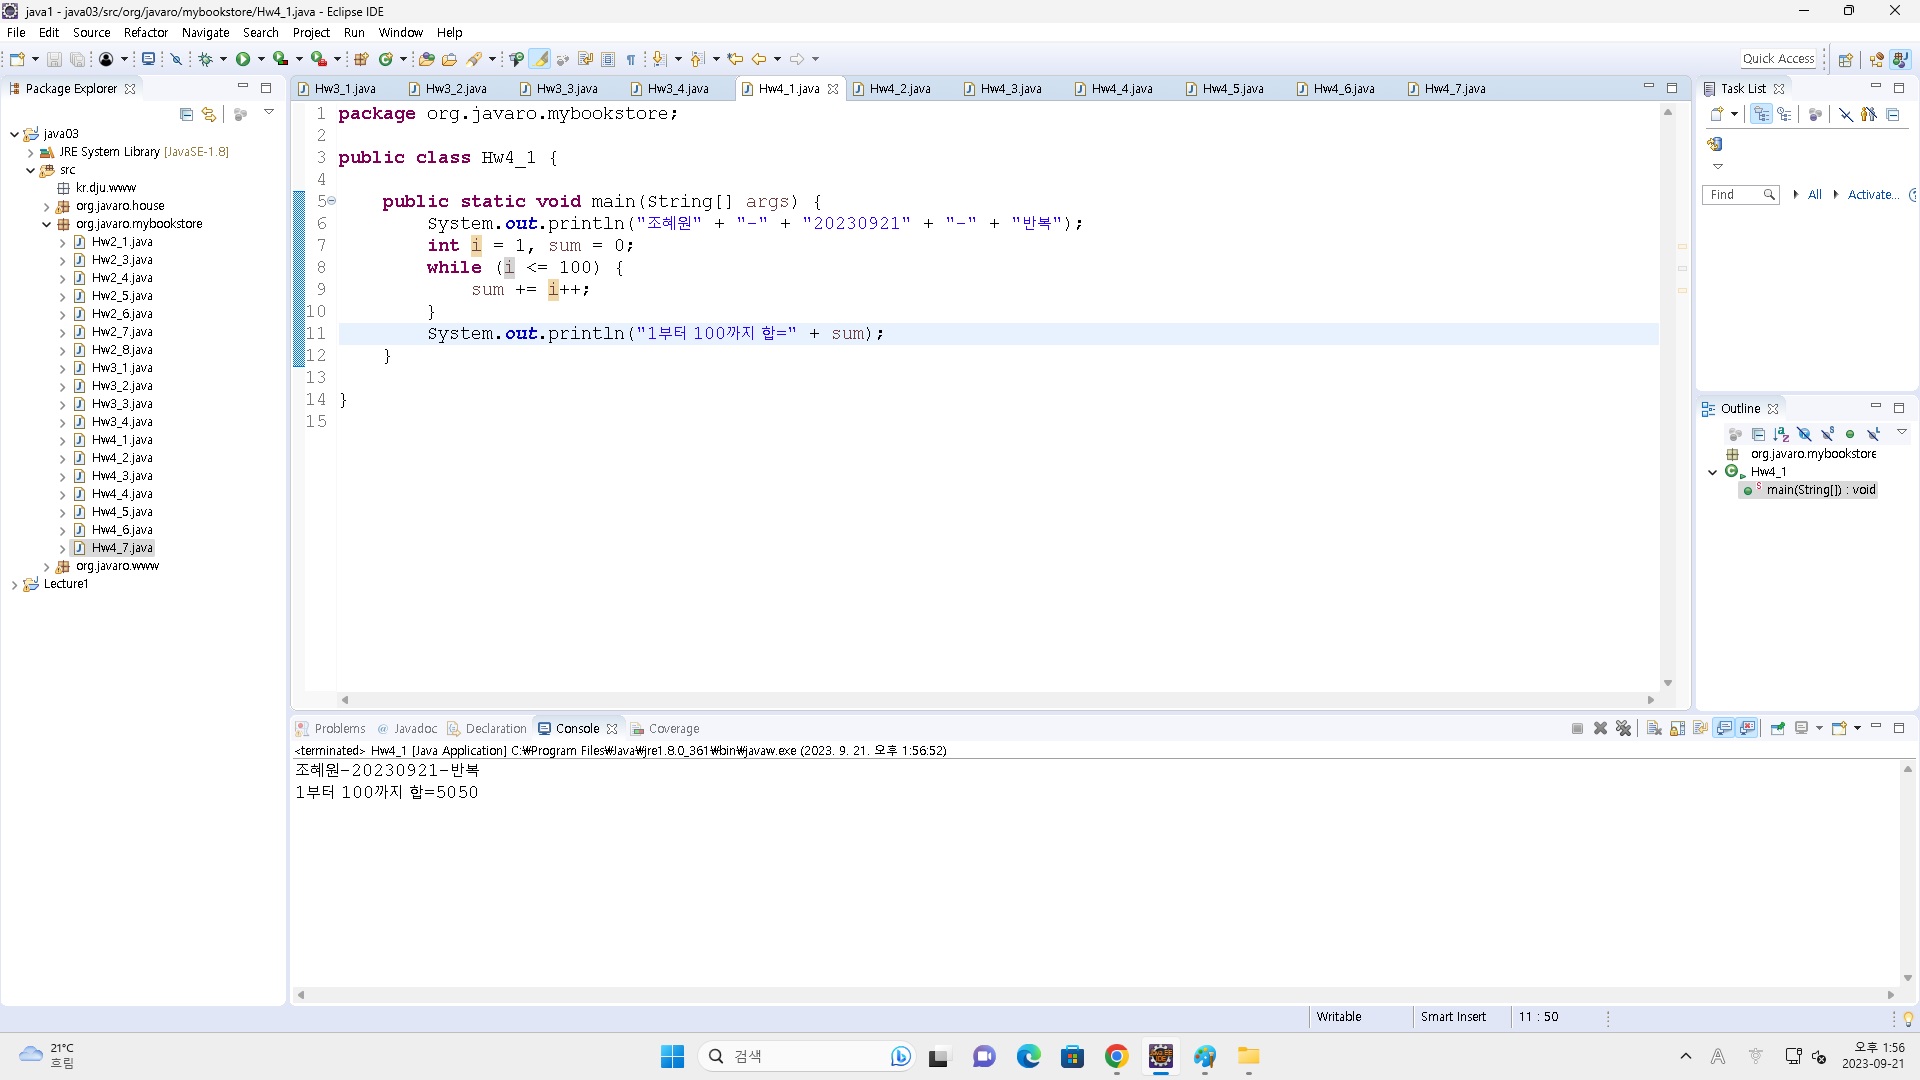 java1 - java03/src/org/javaro/mybookstore/Hw4_1.java - Eclipse IDE
File Edit Source Refactor Navigate Search Project Run Window Help
Quick Access
Package Explorer
java03
JRE System Library [JavaSE-1.8]
src
kr.dju.www
org.javaro.house
org.javaro.mybookstore
Hw2_1.java
Hw2_3.java
Hw2_4.java
Hw2_5.java
Hw2_6.java
Hw2_7.java
Hw2_8.java
Hw3_1.java
Hw3_2.java
Hw3_3.java
Hw3_4.java
Hw4_1.java
Hw4_2.java
Hw4_3.java
Hw4_4.java
Hw4_5.java
Hw4_6.java
Hw4_7.java
org.javaro.www
Lecture1
Hw3_1.java Hw3_2.java Hw3_3.java Hw3_4.java Hw4_1.java Hw4_2.java Hw4_3.java Hw4_4.java Hw4_5.java Hw4_6.java Hw4_7.java
1 package org.javaro.mybookstore;
2
3 public class Hw4_1 {
4
5 public static void main(String[] args) {
6 System.out.println("조혜원" + "-" + "20230921" + "-" + "반복");
7 int i = 1, sum = 0;
8 while (i <= 100) {
9 sum += i++;
10 }
11 System.out.println("1부터 100까지 합=" + sum);
12 }
13
14 }
15
Task List
Find All Activate...
Outline
org.javaro.mybookstore
Hw4_1
main(String[]) : void
Problems Javadoc Declaration Console Coverage
<terminated> Hw4_1 [Java Application] C:₩Program Files₩Java₩jre1.8.0_361₩bin₩javaw.exe (2023. 9. 21. 오후 1:56:52)
조혜원-20230921-반복
1부터 100까지 합=5050
Writable Smart Insert 11 : 50
21°C
흐림
검색
오후 1:56
2023-09-21